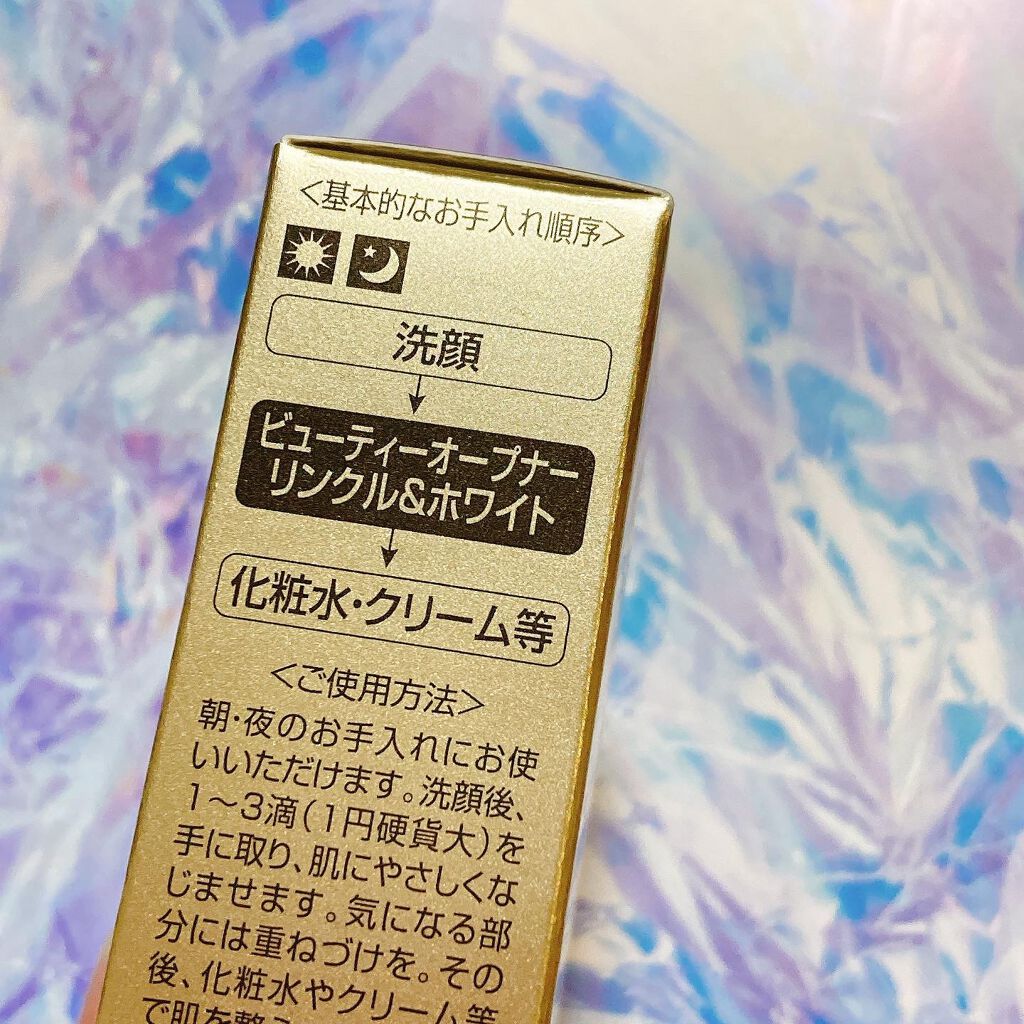 <基本的なお手入れ順序>
洗顔
ビューティーオープナー
リンクル&ホワイト
化粧水・クリーム等
<ご使用方法>
朝・夜のお手入れにお使
いいただけます。洗顔後、
1～3滴(1円硬貨大)を
手に取り、肌にやさしくな
じませます。気になる部
分には重ねづけを。その
後、化粧水やクリーム等
で肌を整え